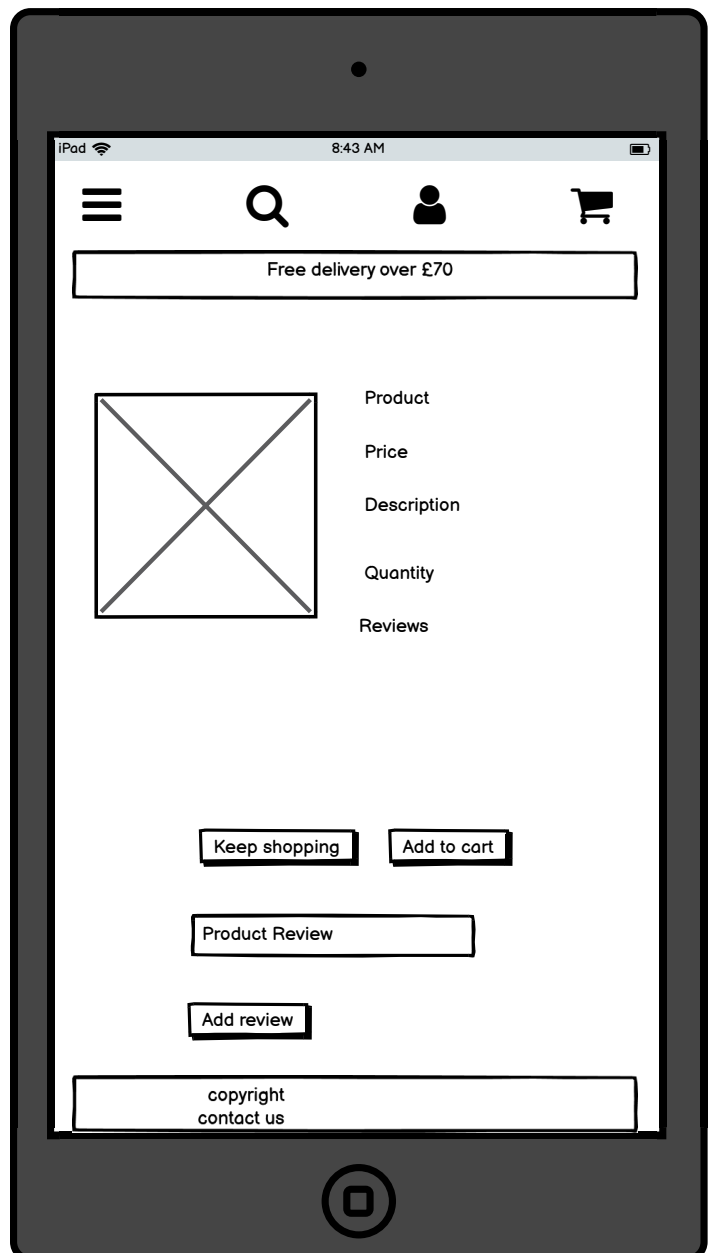 iPad 8:43 AM
Free delivery over £70
Product
Price
Description
Quantity
Reviews
Keep shopping Add to cart
Product Review
Add review
copyright
contact us